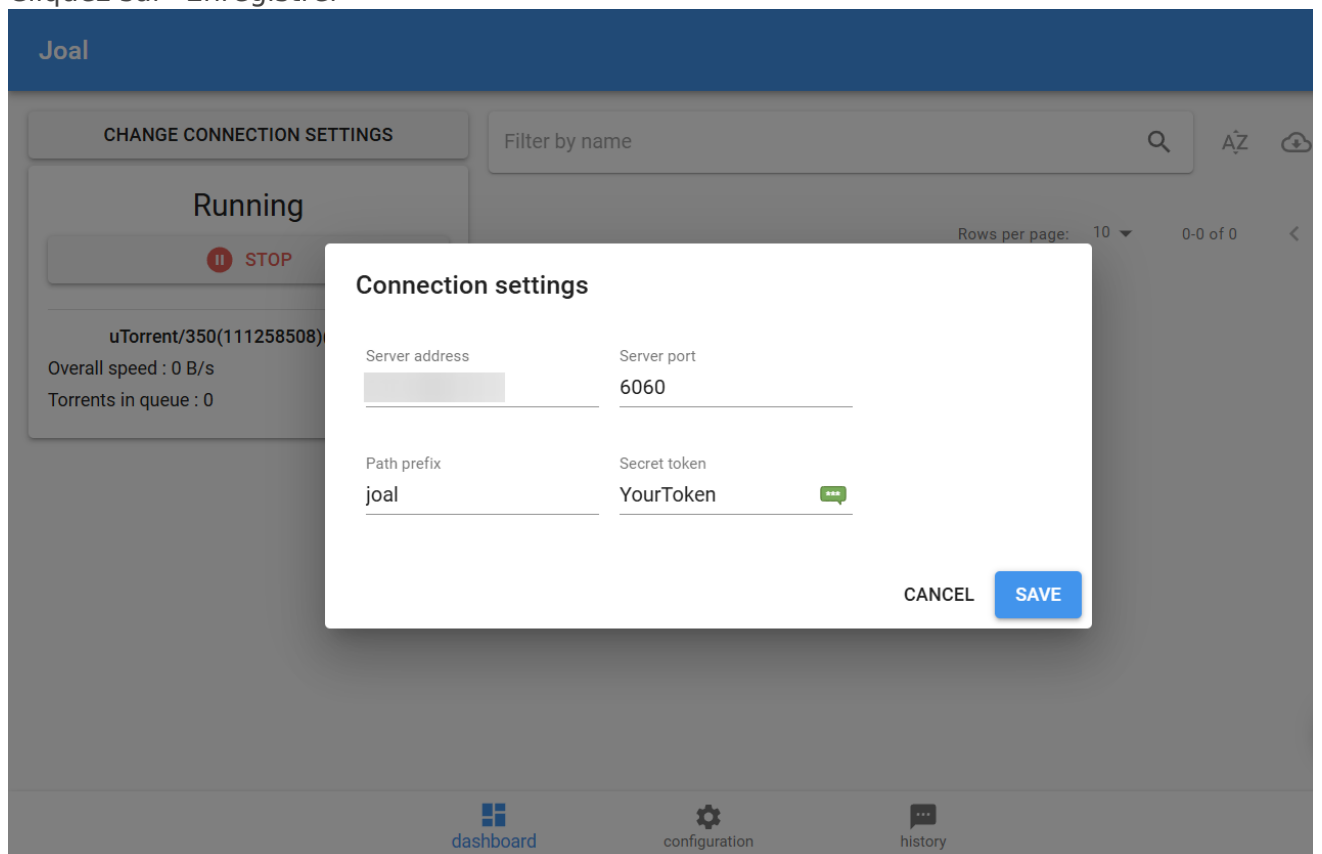 Joal
CHANGE CONNECTION SETTINGS
Filter by name
Running
Rows per page: 10 0-0 of 0
STOP
Connection settings
uTorrent/350(111258508)
Overall speed : 0 B/s
Torrents in queue : 0
Server address
Server port
6060
Path prefix
Secret token
joal
YourToken
CANCEL
SAVE
dashboard
configuration
history